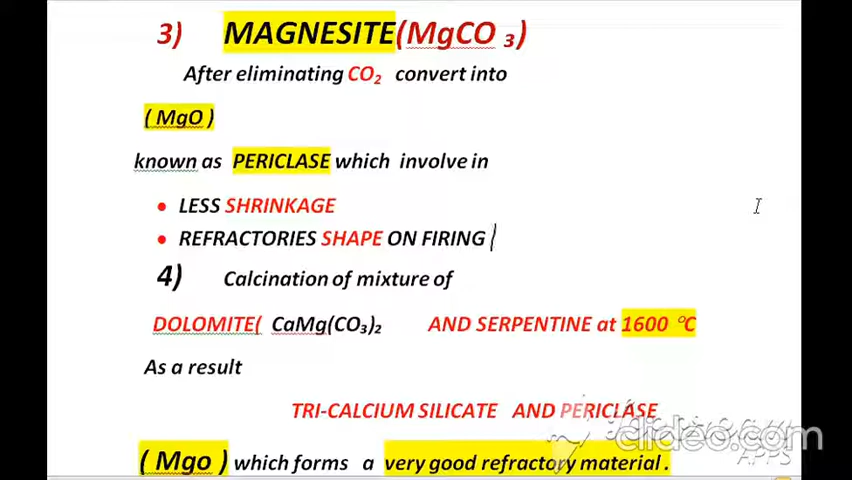 3) MAGNESITE(MgCO 3)
After eliminating CO2 convert into
( MgO )
known as PERICLASE which involve in
• LESS SHRINKAGE
• REFRACTORIES SHAPE ON FIRING
4) Calcination of mixture of
DOLOMITE( CaMg(CO3)2 AND SERPENTINE at 1600 °C
As a result
TRI-CALCIUM SILICATE AND PERICLASE
clideo.com
APPS
( Mgo ) which forms a very good refractory material .